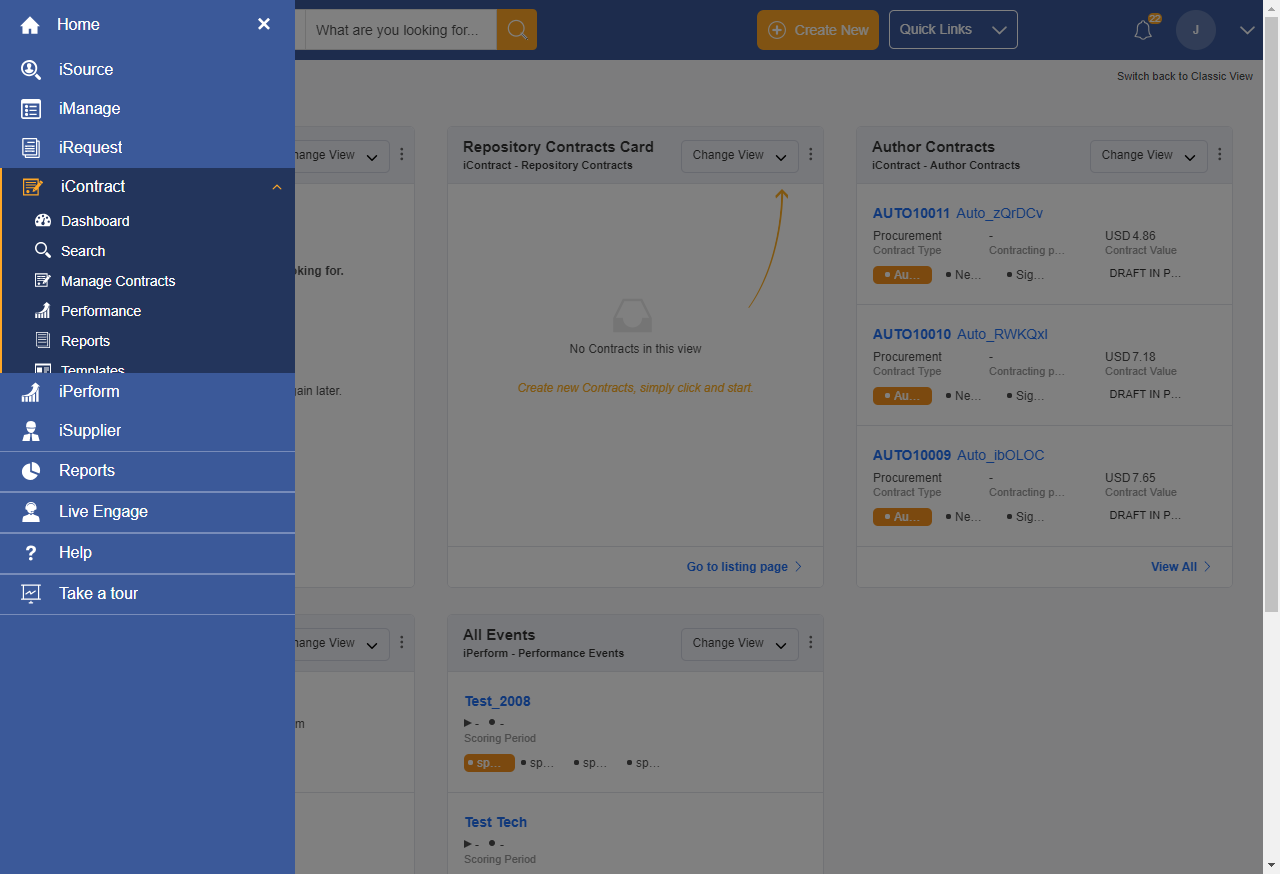 Home ×
iSource
iManage
iRequest
iContract
Dashboard
Search
Manage Contracts
Performance
Reports
Templates
iPerform
iSupplier
Reports
Live Engage
Help
Take a tour
What are you looking for...
Create New
Quick Links
22
J
Switch back to Classic View
Change View
oking for.
gain later.
Repository Contracts Card
iContract - Repository Contracts
Change View
No Contracts in this view
Create new Contracts, simply click and start.
Go to listing page
Author Contracts
iContract - Author Contracts
Change View
AUTO10011 Auto_zQrDCv
Procurement - USD 4.86
Contract Type Contracting p... Contract Value
Au... Ne... Sig... DRAFT IN P...
AUTO10010 Auto_RWKQxI
Procurement - USD 7.18
Contract Type Contracting p... Contract Value
Au... Ne... Sig... DRAFT IN P...
AUTO10009 Auto_ibOLOC
Procurement - USD 7.65
Contract Type Contracting p... Contract Value
Au... Ne... Sig... DRAFT IN P...
View All
Change View
m
All Events
iPerform - Performance Events
Change View
Test_2008
- -
Scoring Period
sp... sp... sp... sp...
Test Tech
- -
Scoring Period